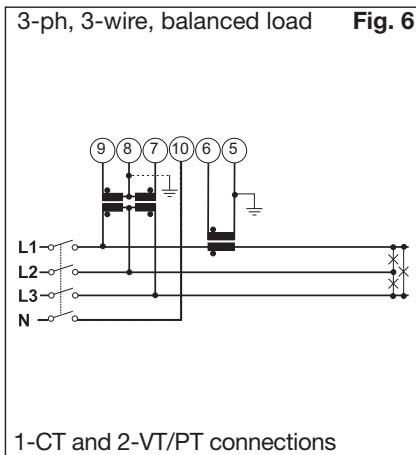 3-ph, 3-wire, balanced load Fig. 6
9 8 7 10 6 5
L1
L2
L3
N
1-CT and 2-VT/PT connections